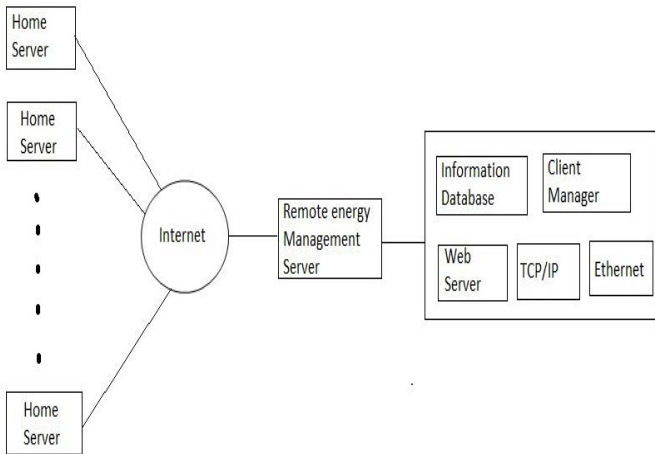 Home
Server
Home
Server
Internet
Remote energy
Management
Server
Information
Database
Client
Manager
Web
Server
TCP/IP
Ethernet
Home
Server